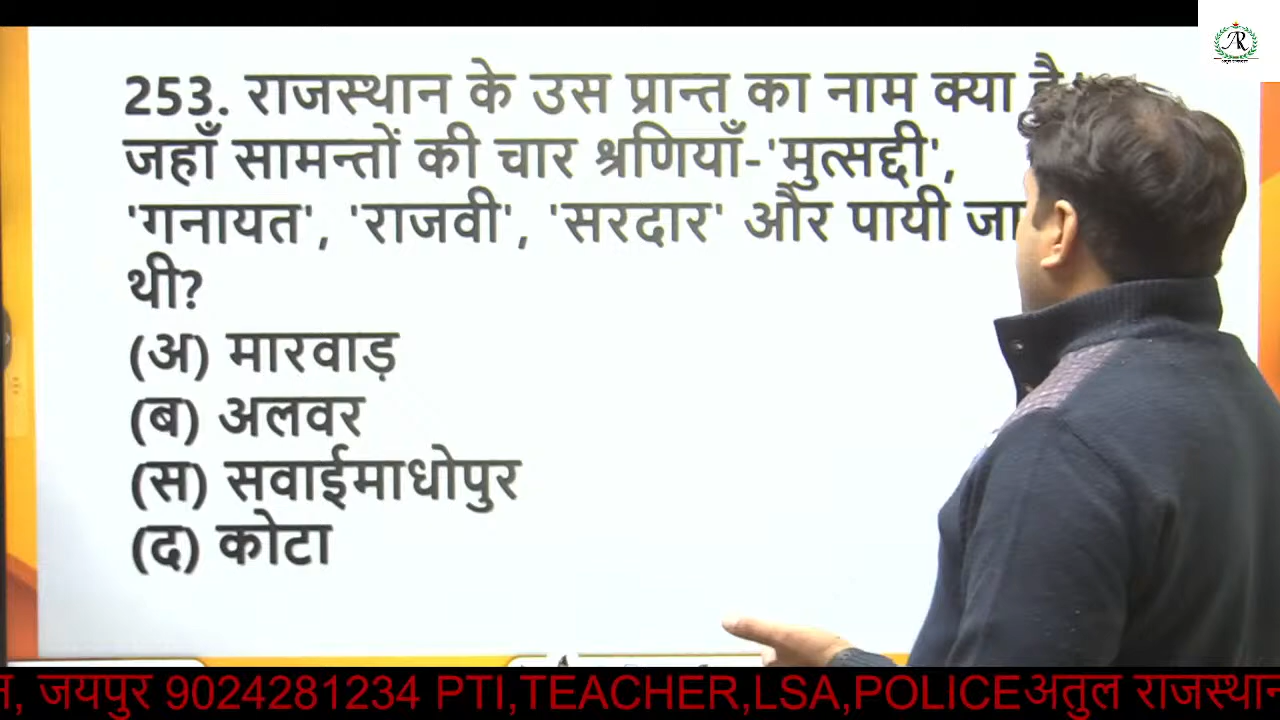 253. राजस्थान के उस प्रान्त का नाम क्या
जहाँ सामन्तों की चार श्रणियाँ-'मुत्सद्दी',
'गनायत', 'राजवी', 'सरदार' और पायी
थी?
(अ) मारवाड़
(ब) अलवर
(स) सवाईमाधोपुर
(द) कोटा
जयपुर 9024281234 PTI,TEACHER,LSA,POLICEअतुल राजस्थान